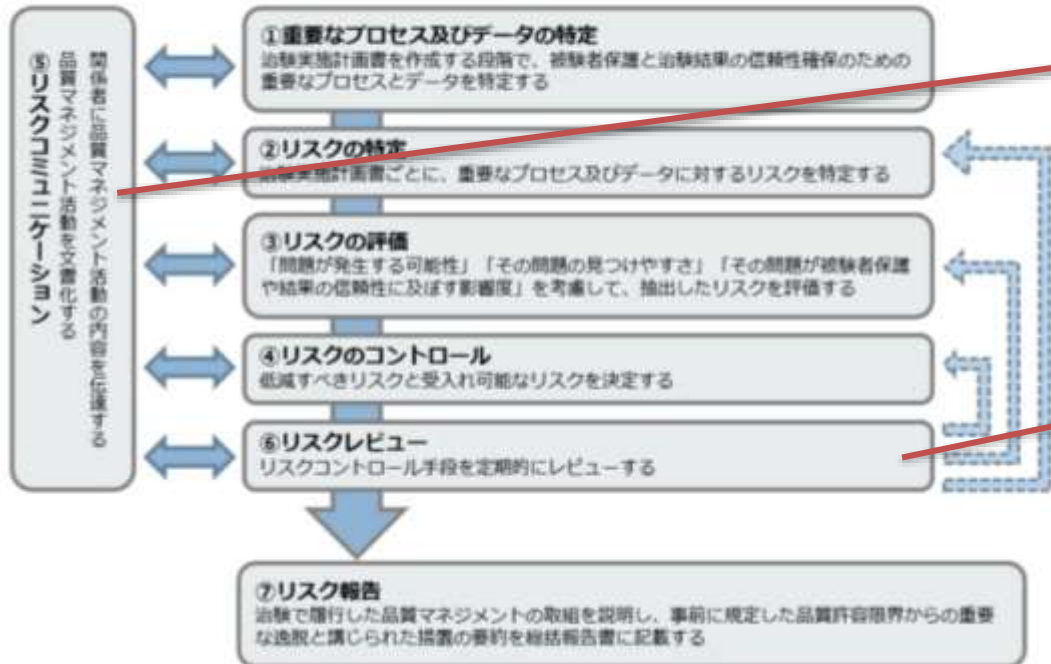 ①重要なプロセス及びデータの特定
治験実施計画書を作成する段階で、被験者保護と治験結果の信頼性確保のための
重要なプロセスとデータを特定する
②リスクの特定
治験実施計画書ごとに、重要なプロセス及びデータに対するリスクを特定する
③リスクの評価
「問題が発生する可能性」「その問題の見つけやすさ」「その問題が被験者保護
や結果の信頼性に及ぼす影響度」を考慮して、抽出したリスクを評価する
④リスクのコントロール
低減すべきリスクと受入れ可能なリスクを決定する
⑤リスクコミュニケーション
関係者に品質マネジメント活動の内容を伝達する
品質マネジメント活動を文書化する
⑥リスクレビュー
リスクコントロール手段を定期的にレビューする
⑦リスク報告
治験で履行した品質マネジメントの取組を説明し、事前に規定した品質許容限界からの重要
な逸脱と講じられた措置の要約を総括報告書に記載する